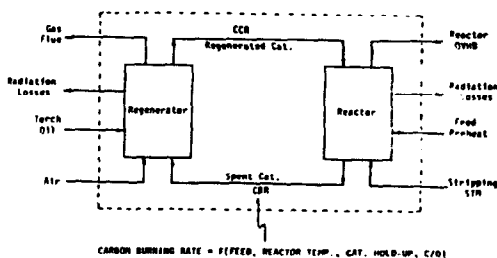 Gas
Flue
CCR
Regenerated Cat.
Reactor
OVHD
Radiation
Losses
Regenerator
Reactor
Radiation
Losses
Torch
Oil
Feed
Preheat
Air
Spent Cat.
CBR
Stripping
STM
CARBON BURNING RATE = F(FEED, REACTOR TEMP., CAT. HOLD-UP, C/O)